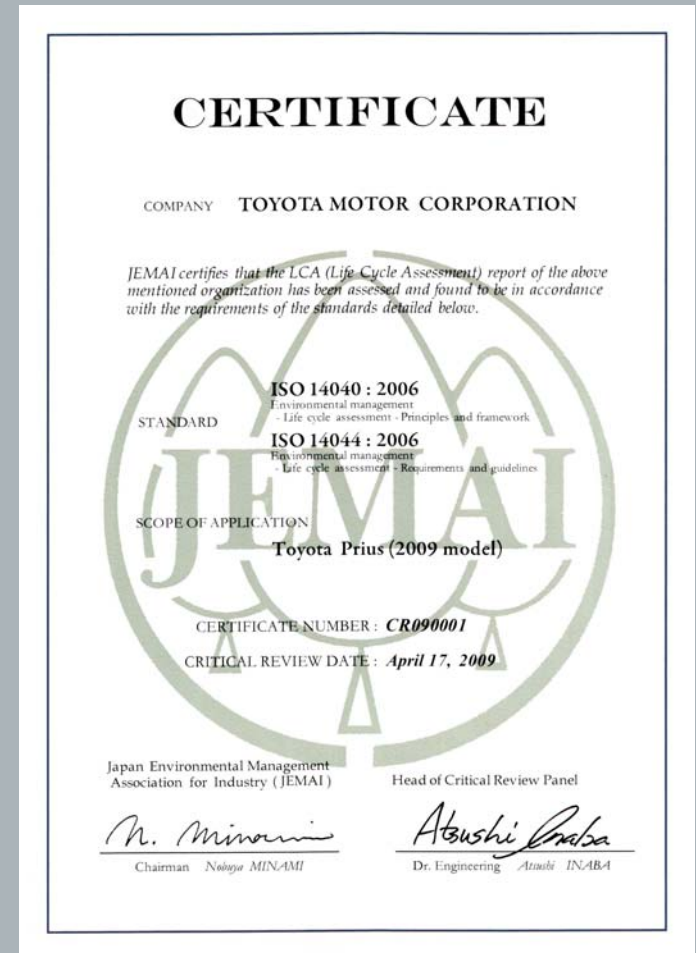 CERTIFICATE
COMPANY TOYOTA MOTOR CORPORATION
JEMAI certifies that the LCA (Life Cycle Assessment) report of the above
mentioned organization has been assessed and found to be in accordance
with the requirements of the standards detailed below.
ISO 14040 : 2006
Environmental management
- Life cycle assessment - Principles and framework
STANDARD
ISO 14044 : 2006
Environmental management
- Life cycle assessment - Requirements and guidelines
JEMAI
SCOPE OF APPLICATION
Toyota Prius (2009 model)
CERTIFICATE NUMBER : CR090001
CRITICAL REVIEW DATE : April 17, 2009
Japan Environmental Management
Association for Industry ( JEMAI )
Head of Critical Review Panel
N. Minami
Atsushi Inaba
Chairman Nobuya MINAMI
Dr. Engineering Atsushi INABA